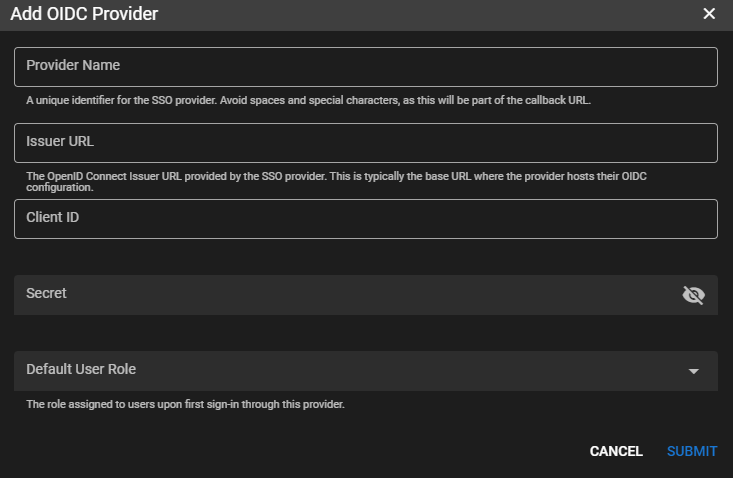 Add OIDC Provider
Provider Name
A unique identifier for the SSO provider. Avoid spaces and special characters, as this will be part of the callback URL.
Issuer URL
The OpenID Connect Issuer URL provided by the SSO provider. This is typically the base URL where the provider hosts their OIDC
configuration.
Client ID
Secret
Default User Role
The role assigned to users upon first sign-in through this provider.
CANCEL SUBMIT